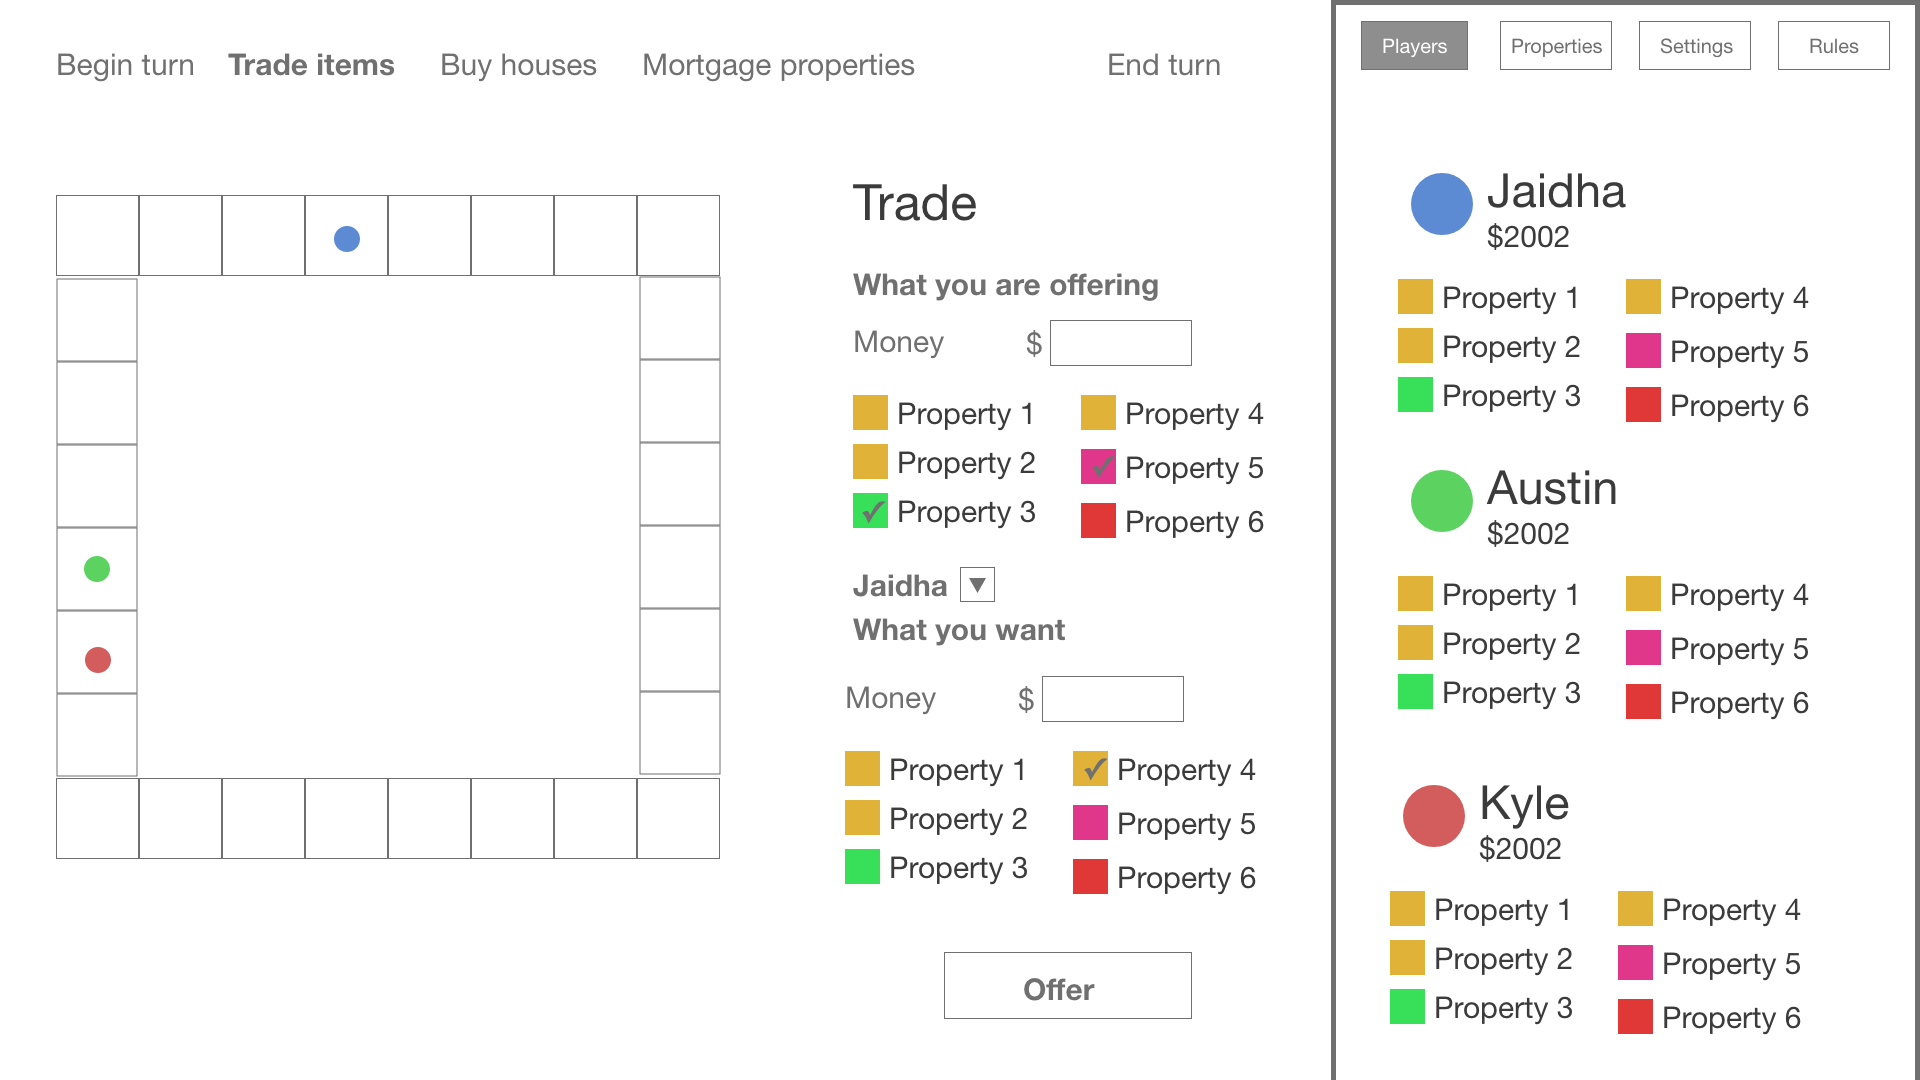 Begin turn Trade items Buy houses Mortgage properties End turn
Trade
What you are offering
Money $
Property 1 Property 4
Property 2 Property 5
Property 3 Property 6
Jaidha
What you want
Money $
Property 1 Property 4
Property 2 Property 5
Property 3 Property 6
Offer
Players Properties Settings Rules
Jaidha
$2002
Property 1 Property 4
Property 2 Property 5
Property 3 Property 6
Austin
$2002
Property 1 Property 4
Property 2 Property 5
Property 3 Property 6
Kyle
$2002
Property 1 Property 4
Property 2 Property 5
Property 3 Property 6